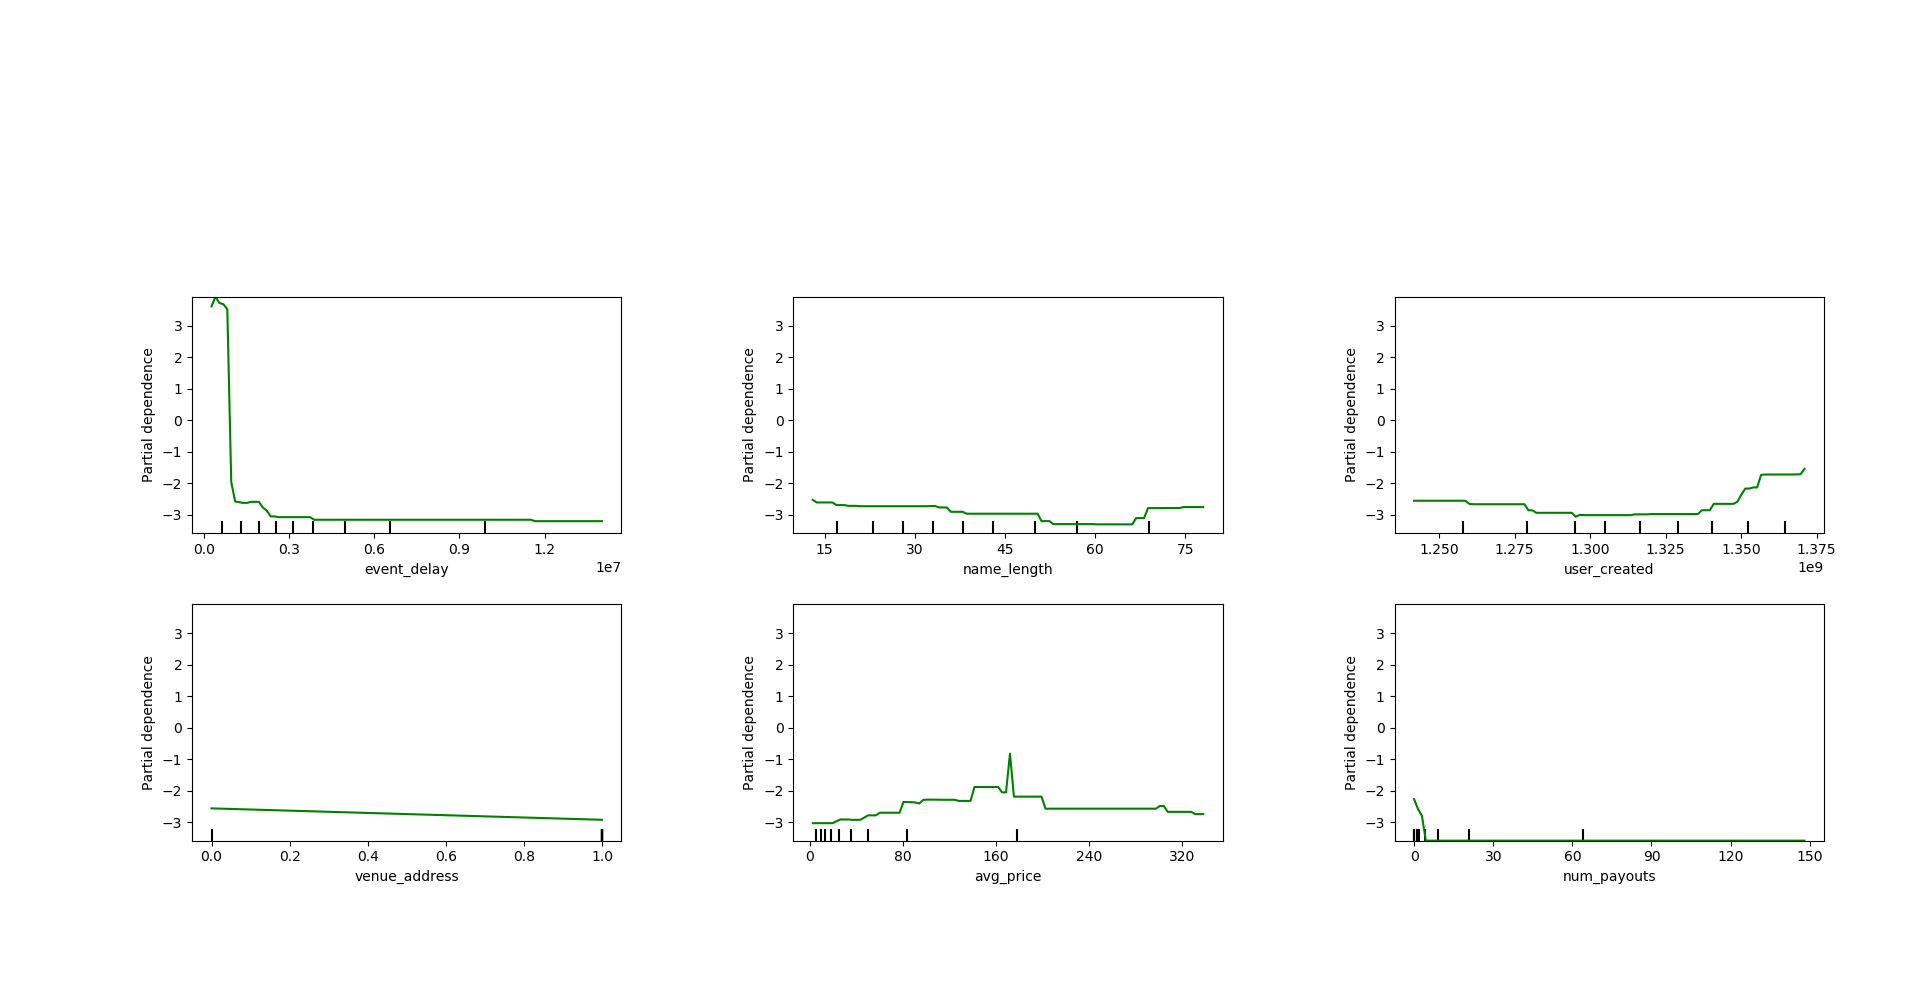 Partial dependence
3
2
1
0
−1
−2
−3
0.0 0.3 0.6 0.9 1.2
1e7
event_delay
Partial dependence
3
2
1
0
−1
−2
−3
15 30 45 60 75
name_length
Partial dependence
3
2
1
0
−1
−2
−3
1.250 1.275 1.300 1.325 1.350 1.375
1e9
user_created
Partial dependence
3
2
1
0
−1
−2
−3
0.0 0.2 0.4 0.6 0.8 1.0
venue_address
Partial dependence
3
2
1
0
−1
−2
−3
0 80 160 240 320
avg_price
Partial dependence
3
2
1
0
−1
−2
−3
0 30 60 90 120 150
num_payouts